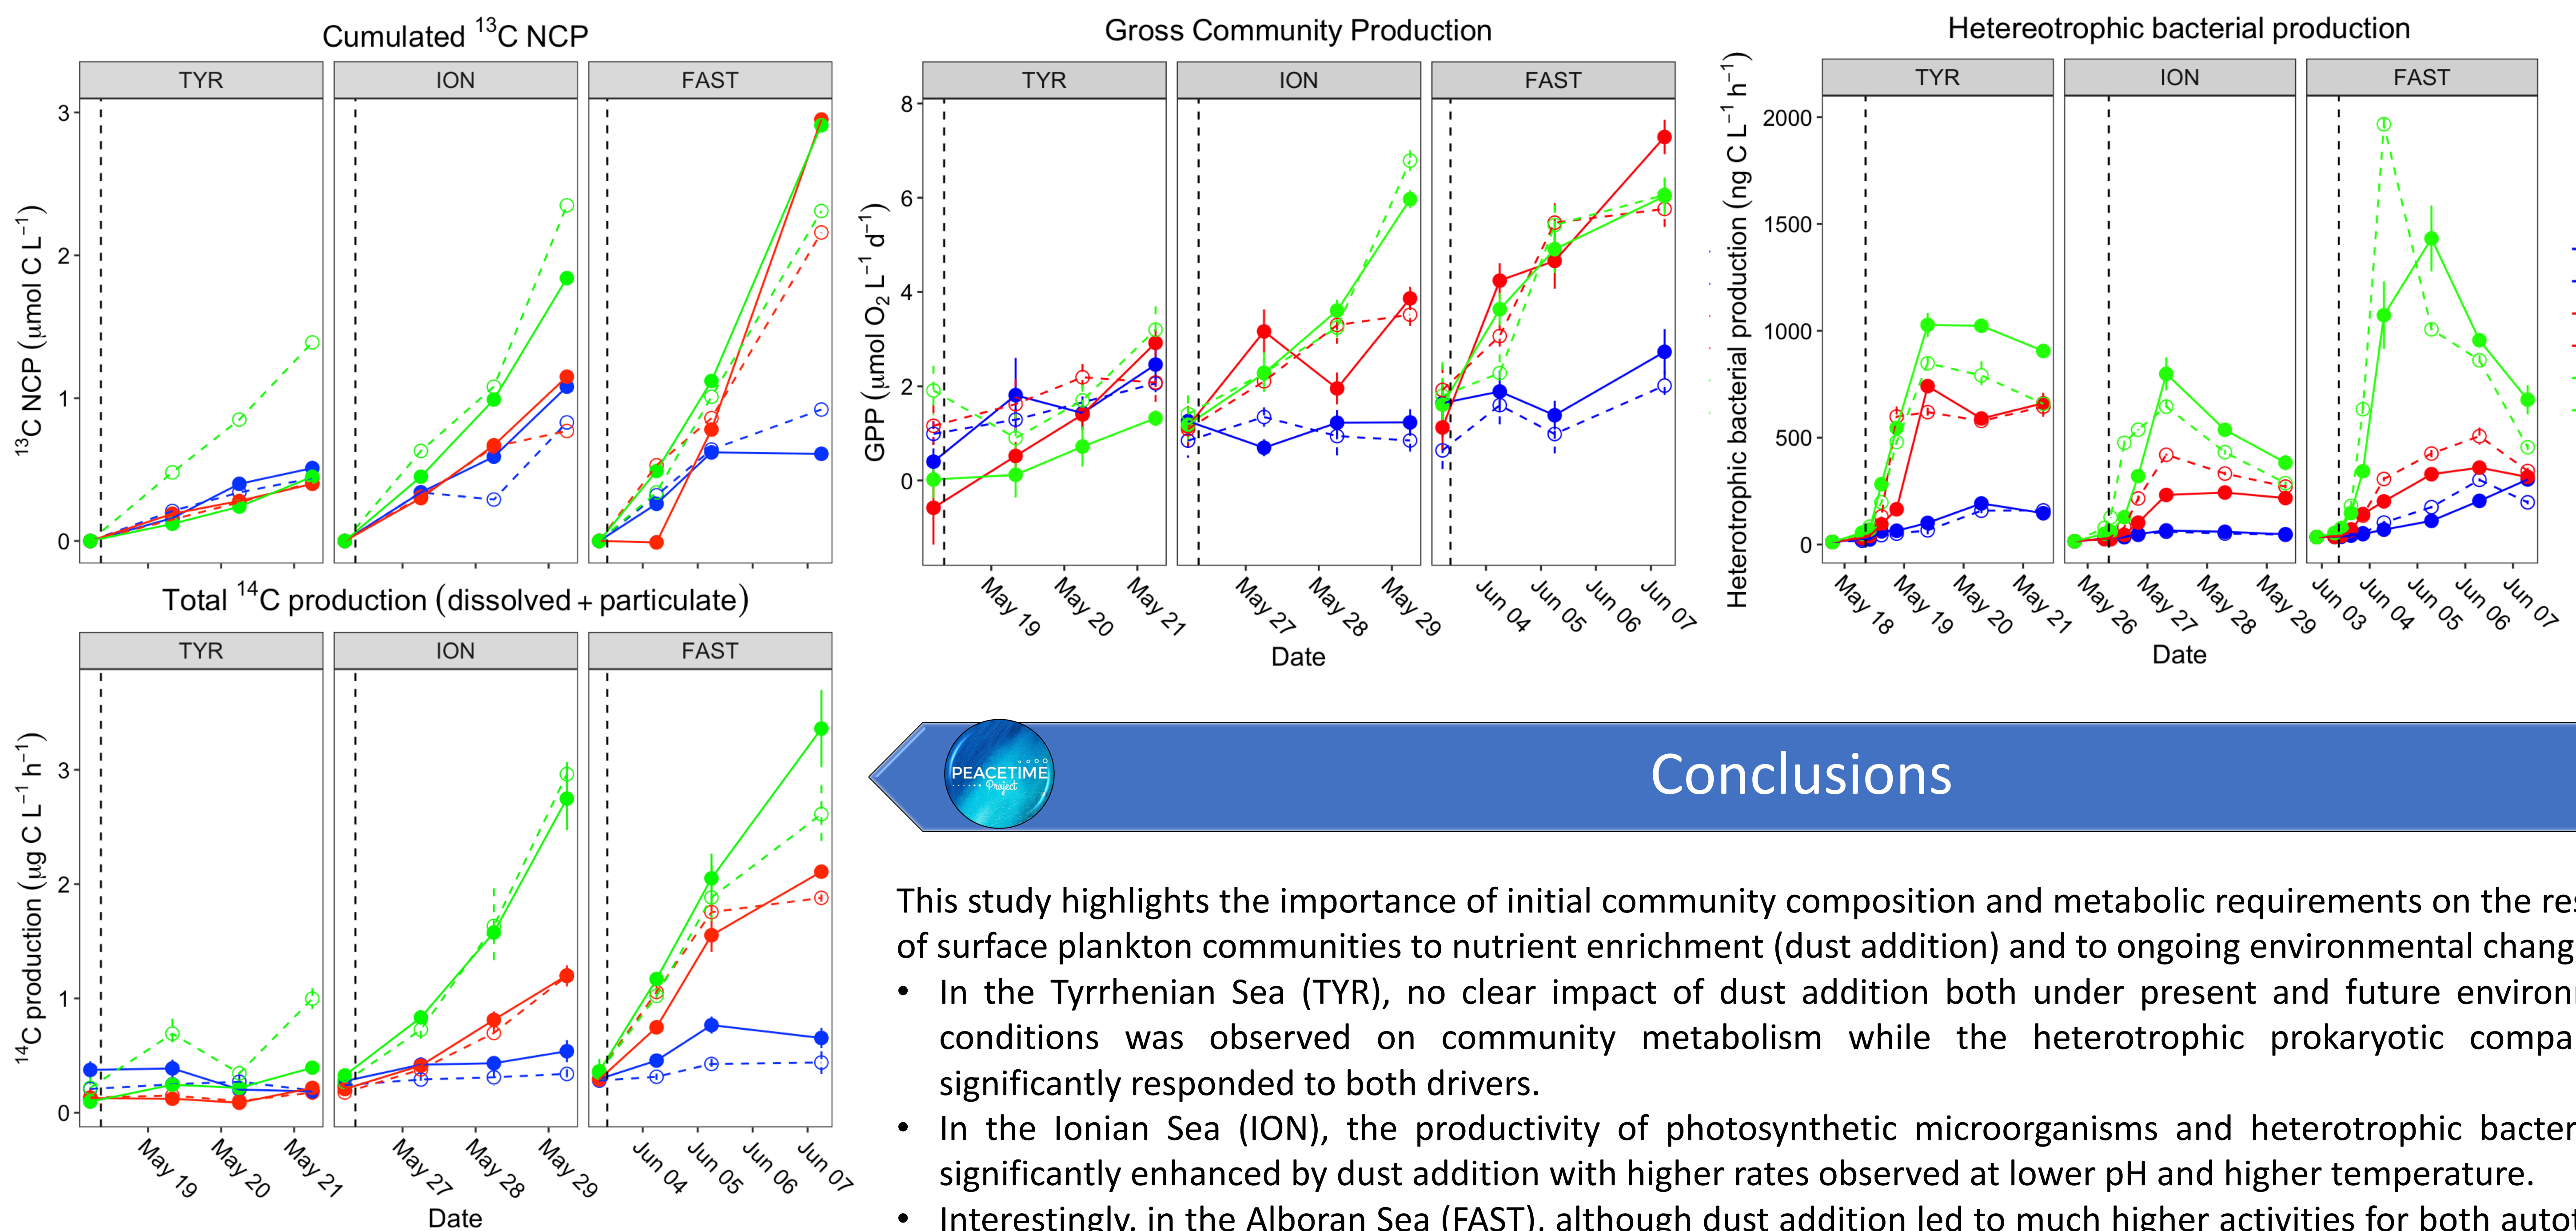 Cumulated ¹³C NCP
TYR
ION
FAST
¹³C NCP (μmol C L⁻¹)
3
2
1
0
Total ¹⁴C production (dissolved + particulate)
TYR
ION
FAST
¹⁴C production (μg C L⁻¹ h⁻¹)
3
2
1
0
May 19
May 20
May 21
May 27
May 28
May 29
Jun 04
Jun 05
Jun 06
Jun 07
Date
Gross Community Production
TYR
ION
FAST
GPP (μmol O₂ L⁻¹ d⁻¹)
8
6
4
2
0
May 19
May 20
May 21
May 27
May 28
May 29
Jun 04
Jun 05
Jun 06
Jun 07
Date
Hetereotrophic bacterial production
TYR
ION
FAST
Heterotrophic bacterial production (ng C L⁻¹ h⁻¹)
2000
1500
1000
500
0
May 18
May 19
May 20
May 21
May 26
May 27
May 28
May 29
Jun 03
Jun 04
Jun 05
Jun 06
Jun 07
Date
PEACETIME
Project
Conclusions
This study highlights the importance of initial community composition and metabolic requirements on the
of surface plankton communities to nutrient enrichment (dust addition) and to ongoing environmental
• In the Tyrrhenian Sea (TYR), no clear impact of dust addition both under present and future
conditions was observed on community metabolism while the heterotrophic prokaryotic
significantly responded to both drivers.
• In the Ionian Sea (ION), the productivity of photosynthetic microorganisms and heterotrophic
significantly enhanced by dust addition with higher rates observed at lower pH and higher temperature.
• Interestingly, in the Alboran Sea (FAST), although dust addition led to much higher activities for both